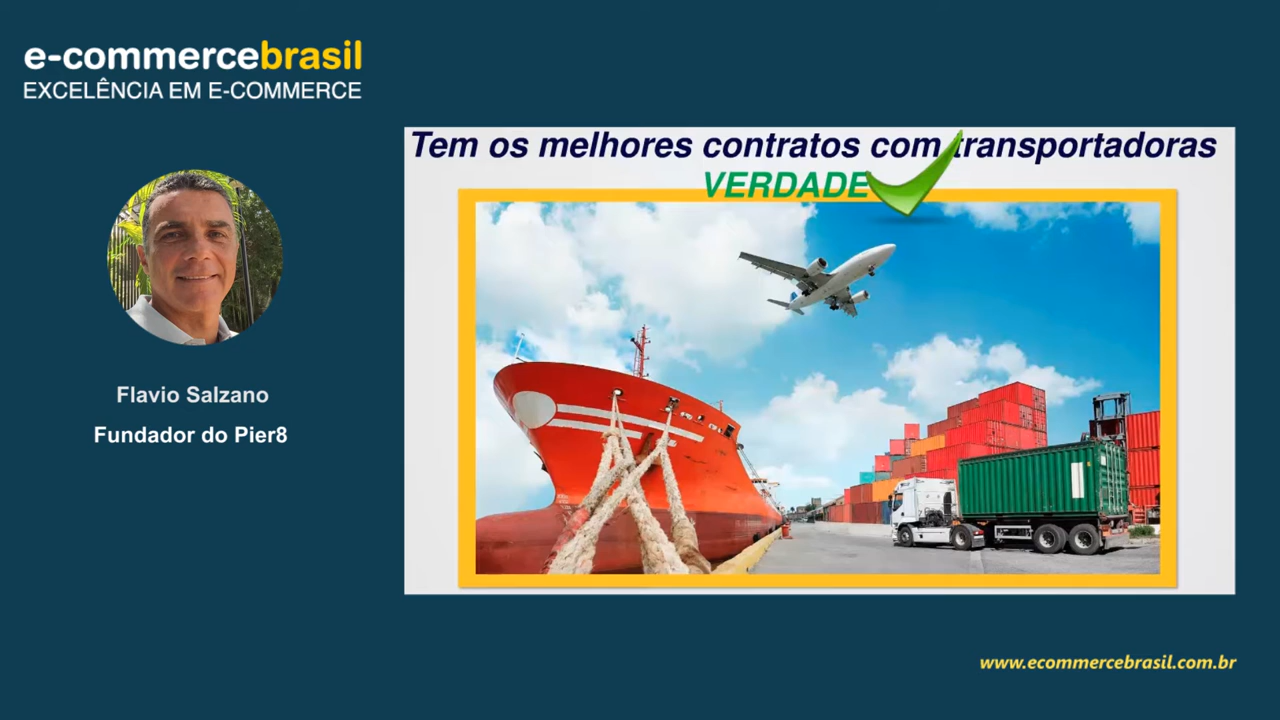 e-commercebrasil
EXCELÊNCIA EM E-COMMERCE
Tem os melhores contratos com transportadoras
VERDADE
Flavio Salzano
Fundador do Pier8
www.ecommercebrasil.com.br